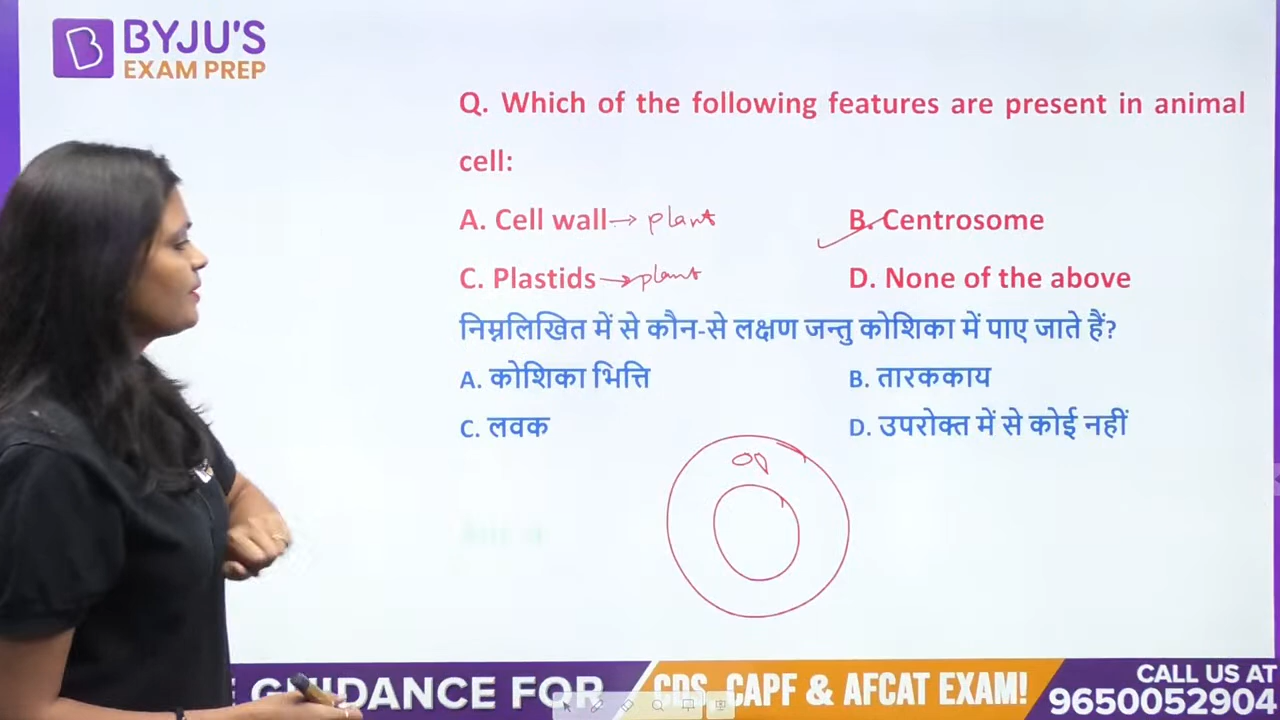 BYJU'S
EXAM PREP
Q. Which of the following features are present in animal
cell:
A. Cell wall → plant B. Centrosome
C. Plastids → plant D. None of the above
निम्नलिखित में से कौन-से लक्षण जन्तु कोशिका में पाए जाते हैं?
A. कोशिका भित्ति B. तारककाय
C. लवक D. उपरोक्त में से कोई नहीं
GUIDANCE FOR CDS, CAPF & AFCAT EXAM!
CALL US AT
9650052904